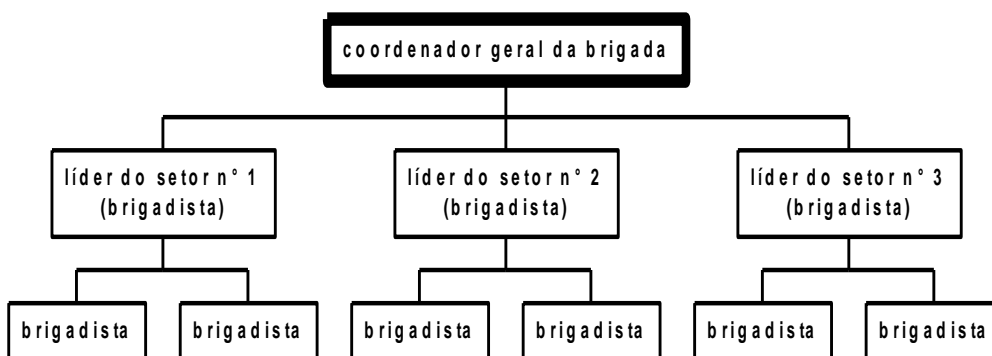 coordenador geral da brigada
líder do setor n° 1
(brigadista)
líder do setor n° 2
(brigadista)
líder do setor n° 3
(brigadista)
brigadista
brigadista
brigadista
brigadista
brigadista
brigadista